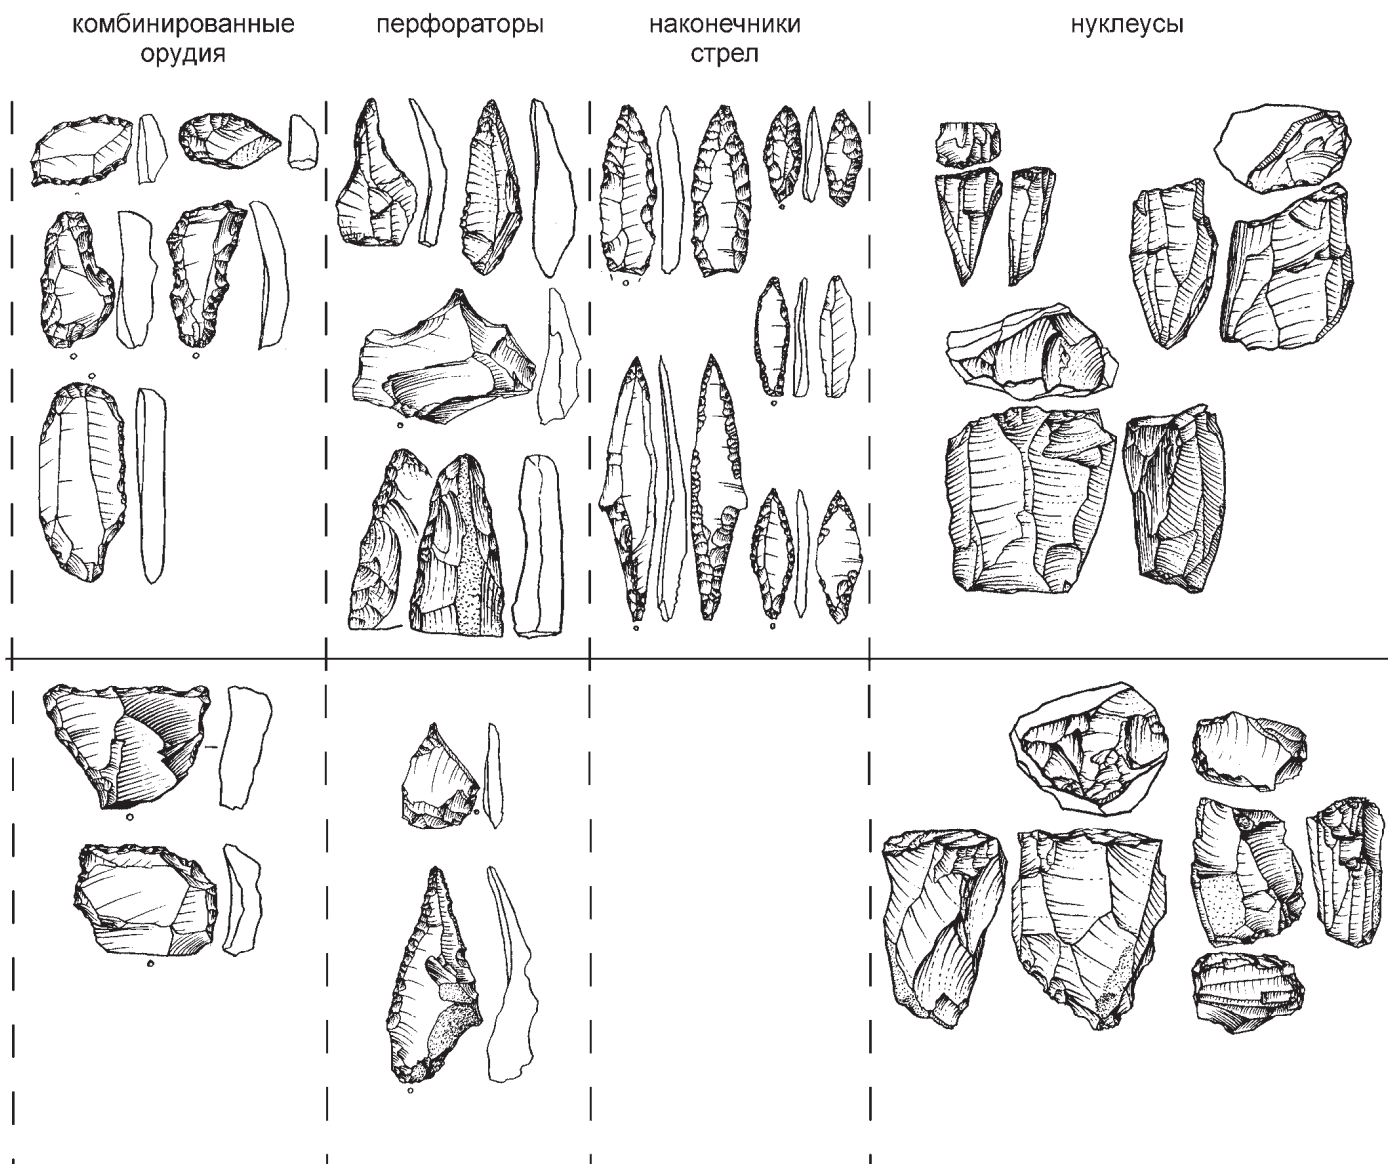 комбинированные
орудия
перфораторы
наконечники
стрел
нуклеусы